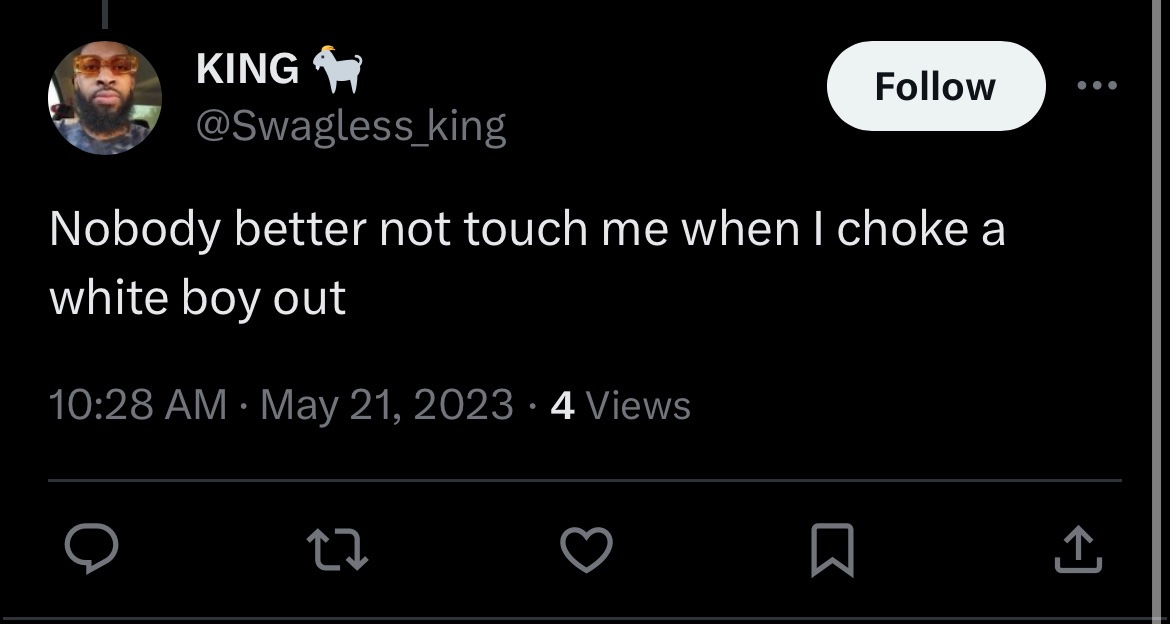 KING 🐐
@Swagless_king
Follow
Nobody better not touch me when I choke a
white boy out
10:28 AM · May 21, 2023 · 4 Views